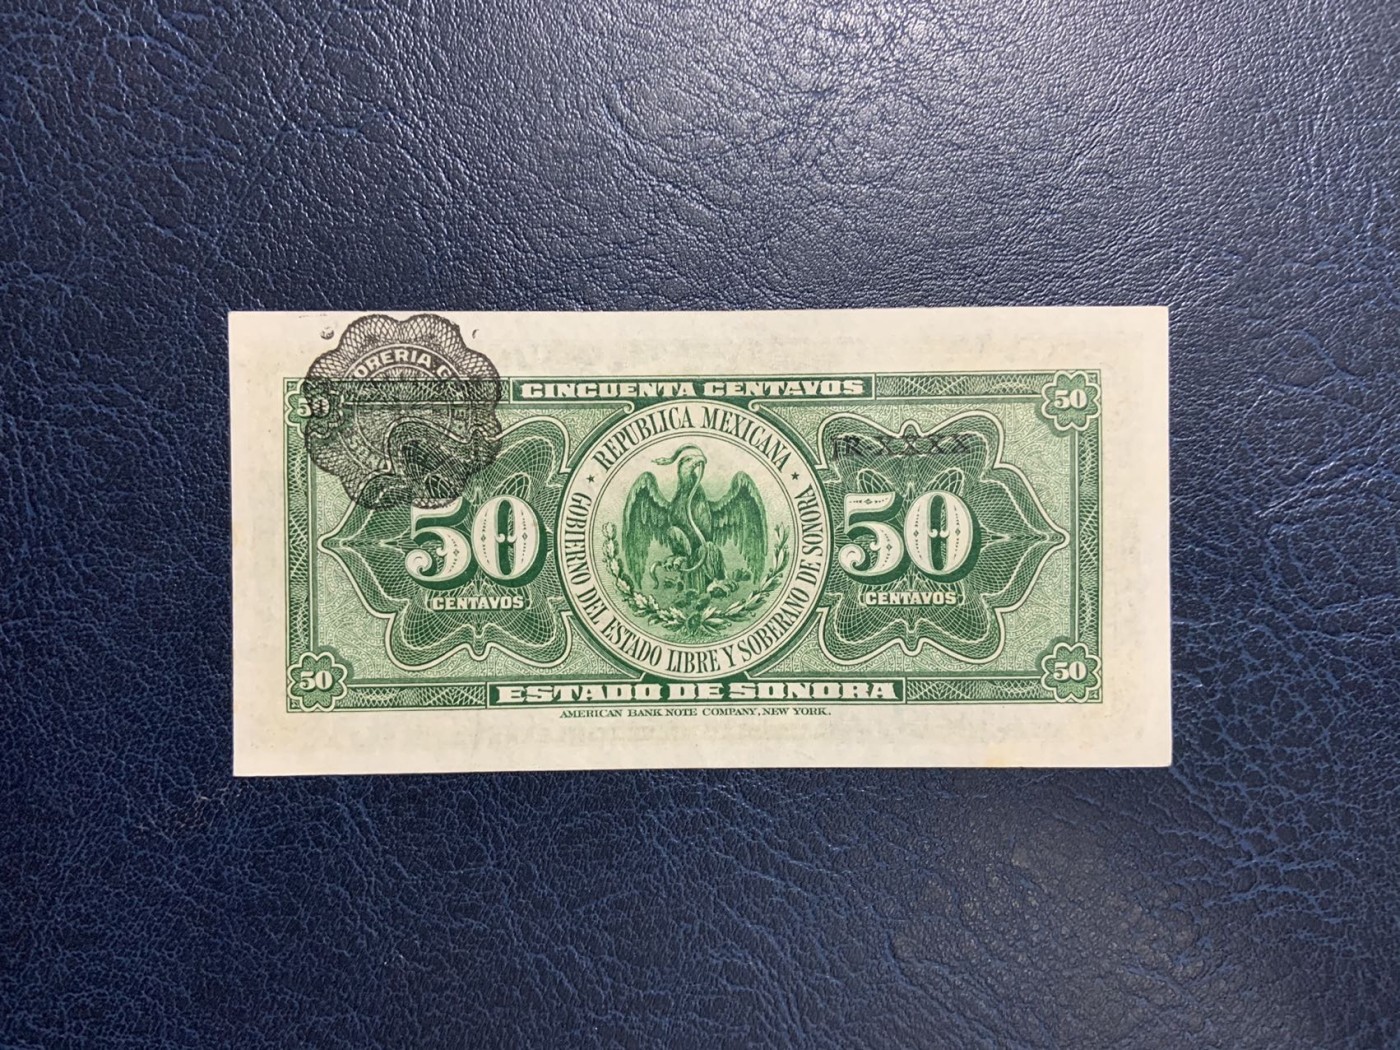 ORERIA G
CINCUENTA CENTAVOS
50
50
REPUBLICA MEXICANA
GOBIERNO DEL ESTADO LIBRE Y SOBERANO DE SONORA
50
CENTAVOS
50
CENTAVOS
50
50
ESTADO DE SONORA
AMERICAN BANK NOTE COMPANY, NEW YORK.